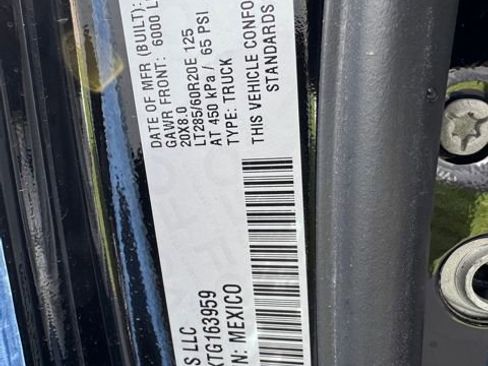 DATE OF MFR (BUILT):
GAWR FRONT: 6000 L
20X8.0
LT285/60R20E 125
AT 450 kPa / 65 PSI
TYPE: TRUCK
THIS VEHICLE CONFO
STANDARDS
S LLC
TG163959
N: MEXICO